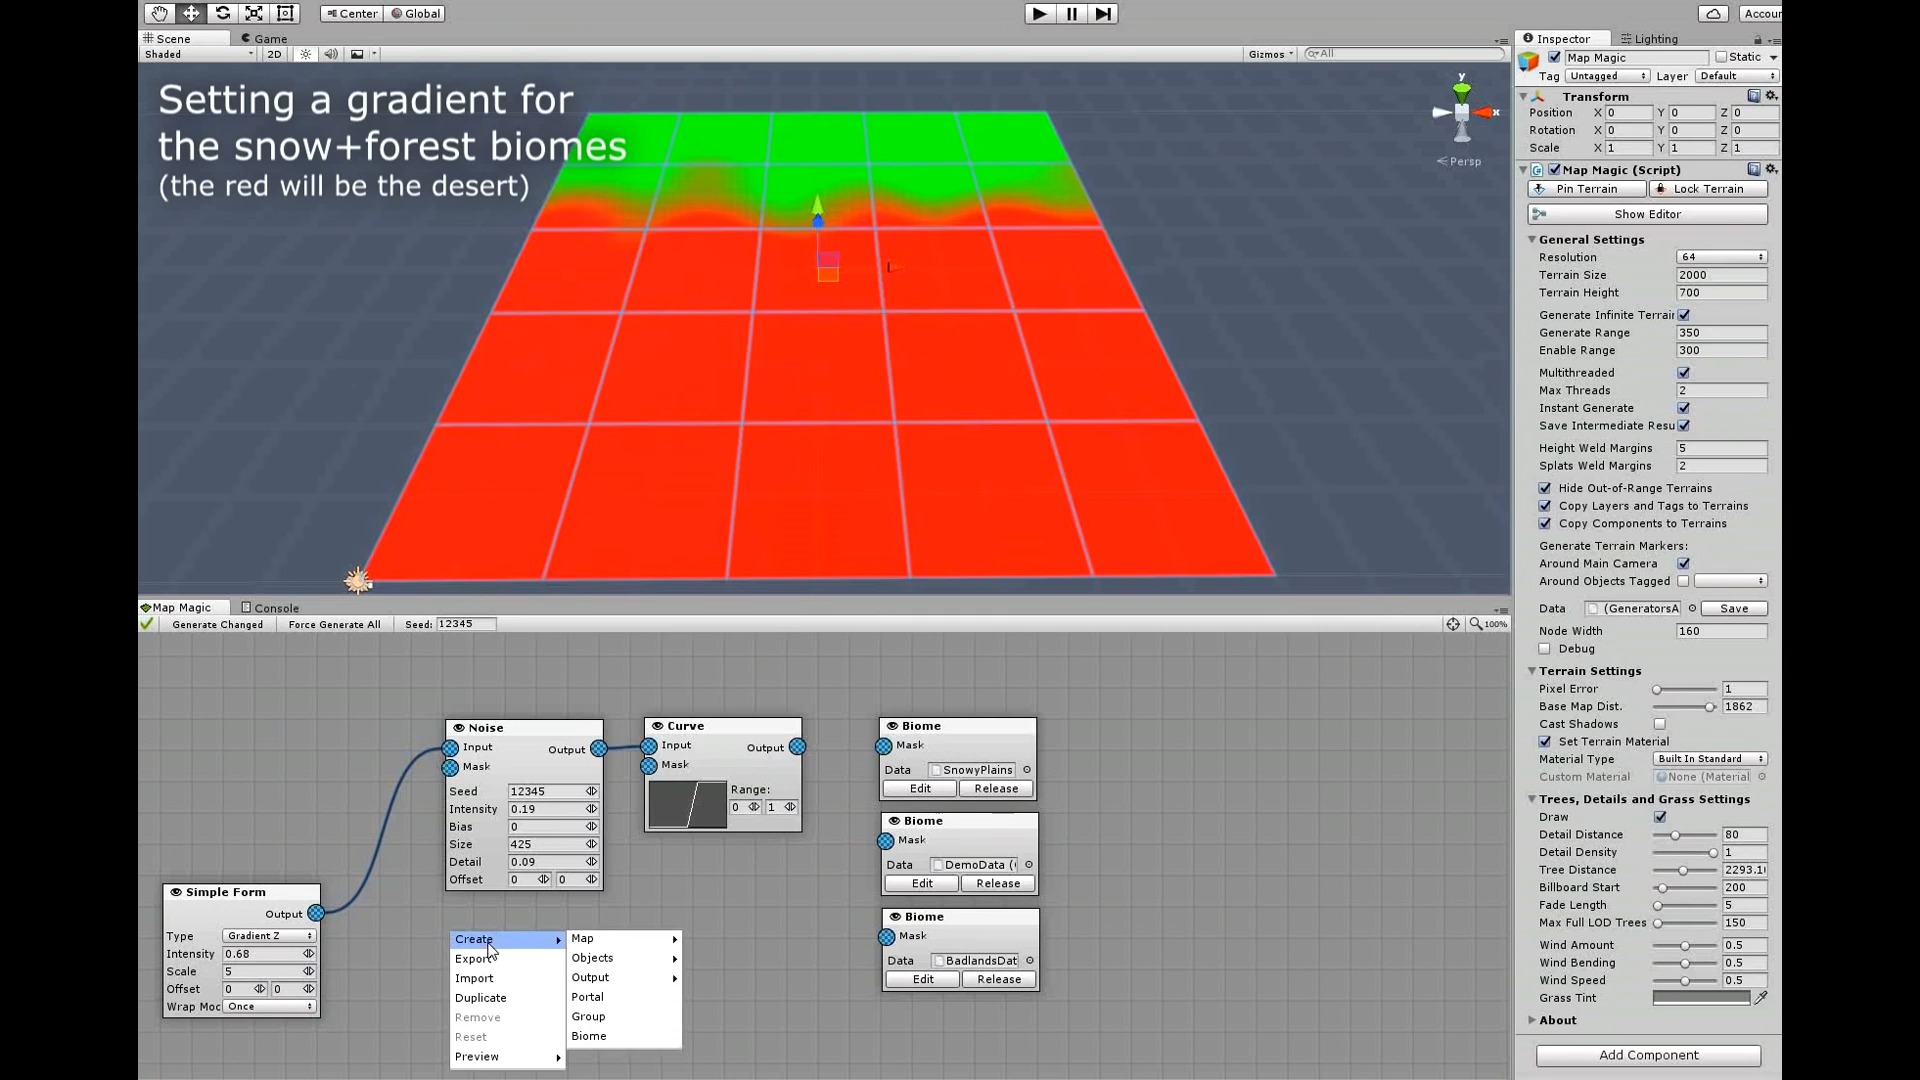 Center
Global
Accour
Scene
Game
Shaded
2D
Gizmos
All
Setting a gradient for
the snow+forest biomes
(the red will be the desert)
y
x
Persp
Inspector
Lighting
Map Magic
Static
Tag
Untagged
Layer
Default
Transform
Position X 0 Y 0 Z 0
Rotation X 0 Y 0 Z 0
Scale X 1 Y 1 Z 1
Map Magic (Script)
Pin Terrain
Lock Terrain
Show Editor
General Settings
Resolution 64
Terrain Size 2000
Terrain Height 700
Generate Infinite Terrai
Generate Range 350
Enable Range 300
Multithreaded
Max Threads 2
Instant Generate
Save Intermediate Resu
Height Weld Margins 5
Splats Weld Margins 2
Hide Out-of-Range Terrains
Copy Layers and Tags to Terrains
Copy Components to Terrains
Generate Terrain Markers:
Around Main Camera
Around Objects Tagged
Data (GeneratorsA Save
Node Width 160
Debug
Terrain Settings
Pixel Error 1
Base Map Dist. 1862
Cast Shadows
Set Terrain Material
Material Type Built In Standard
Custom Material None (Material
Trees, Details and Grass Settings
Draw
Detail Distance 80
Detail Density 1
Tree Distance 2293.1
Billboard Start 200
Fade Length 5
Max Full LOD Trees 150
Wind Amount 0.5
Wind Bending 0.5
Wind Speed 0.5
Grass Tint
About
Add Component
Map Magic
Console
Generate Changed
Force Generate All
Seed: 12345
100%
Simple Form
Output
Type Gradient Z
Intensity 0.68
Scale 5
Offset 0 0
Wrap Moc Once
Noise
Input Output
Mask
Seed 12345
Intensity 0.19
Bias 0
Size 425
Detail 0.09
Offset 0 0
Curve
Input Output
Mask
Range:
0 1
Biome
Mask
Data SnowyPlains
Edit Release
Biome
Mask
Data DemoData (
Edit Release
Biome
Mask
Data BadlandsDat
Edit Release
Create
Export
Import
Duplicate
Remove
Reset
Preview
Map
Objects
Output
Portal
Group
Biome